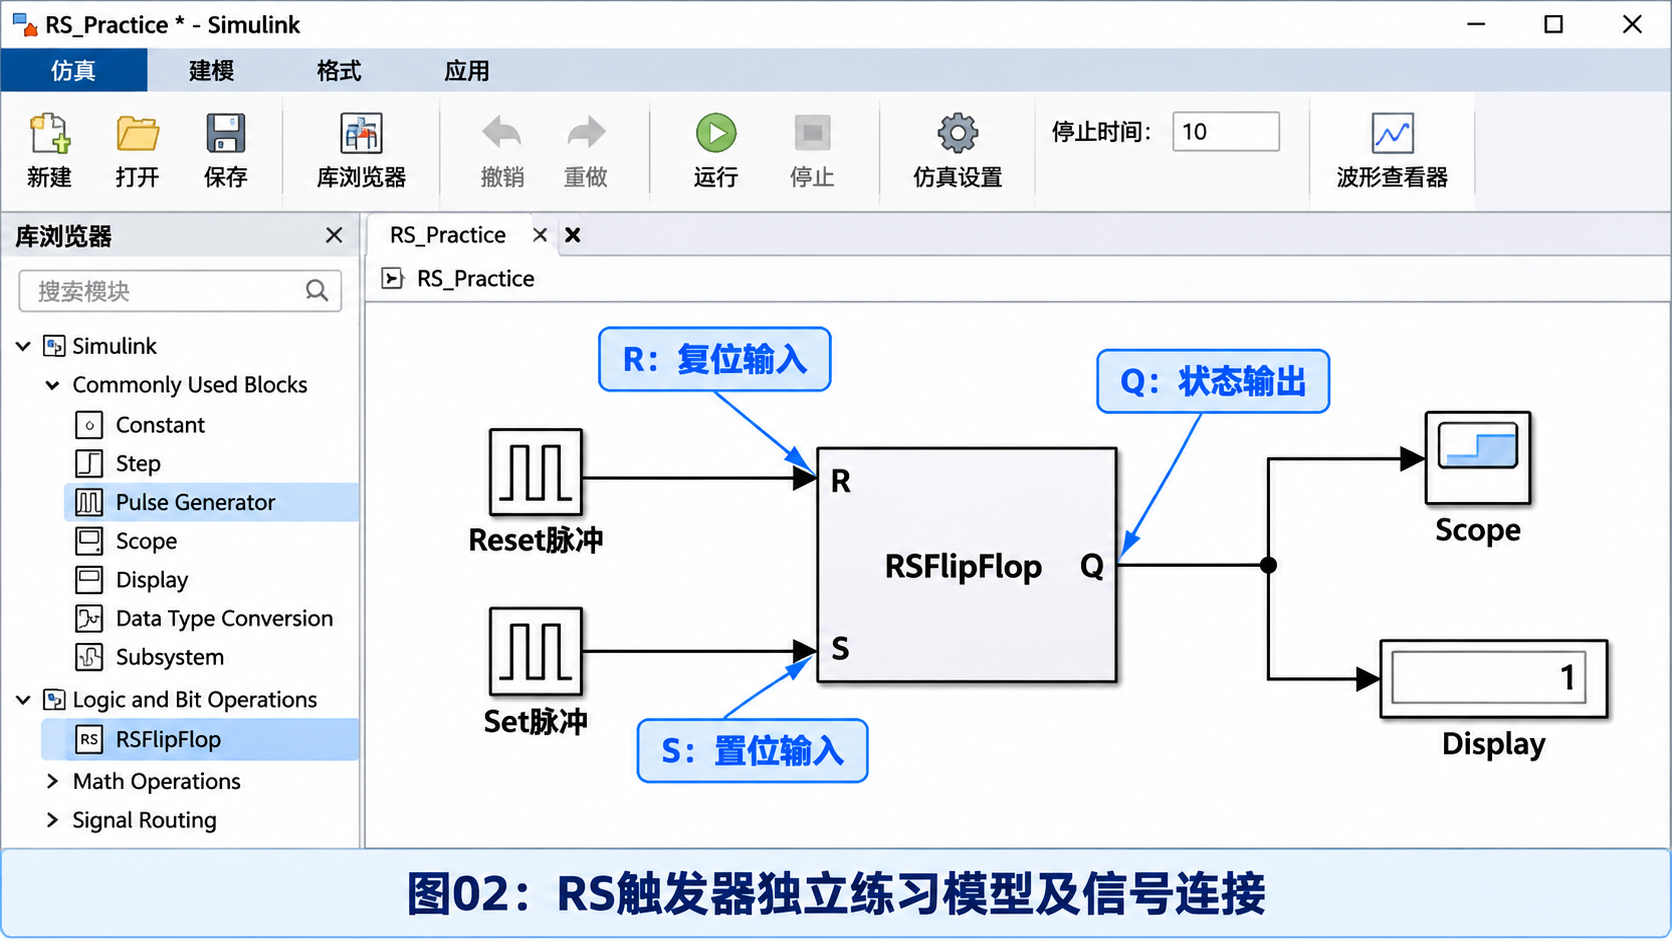 RS_Practice * - Simulink
仿真 建模 格式 应用
新建 打开 保存 库浏览器 撤销 重做 运行 停止 仿真设置 停止时间： 10 波形查看器
库浏览器
搜索模块
Simulink
Commonly Used Blocks
Constant
Step
Pulse Generator
Scope
Display
Data Type Conversion
Subsystem
Logic and Bit Operations
RS RSFlipFlop
Math Operations
Signal Routing
RS_Practice
RS_Practice
R：复位输入
Q：状态输出
Reset脉冲
Set脉冲
S：置位输入
R
RSFlipFlop Q
S
Scope
1
Display
图02：RS触发器独立练习模型及信号连接